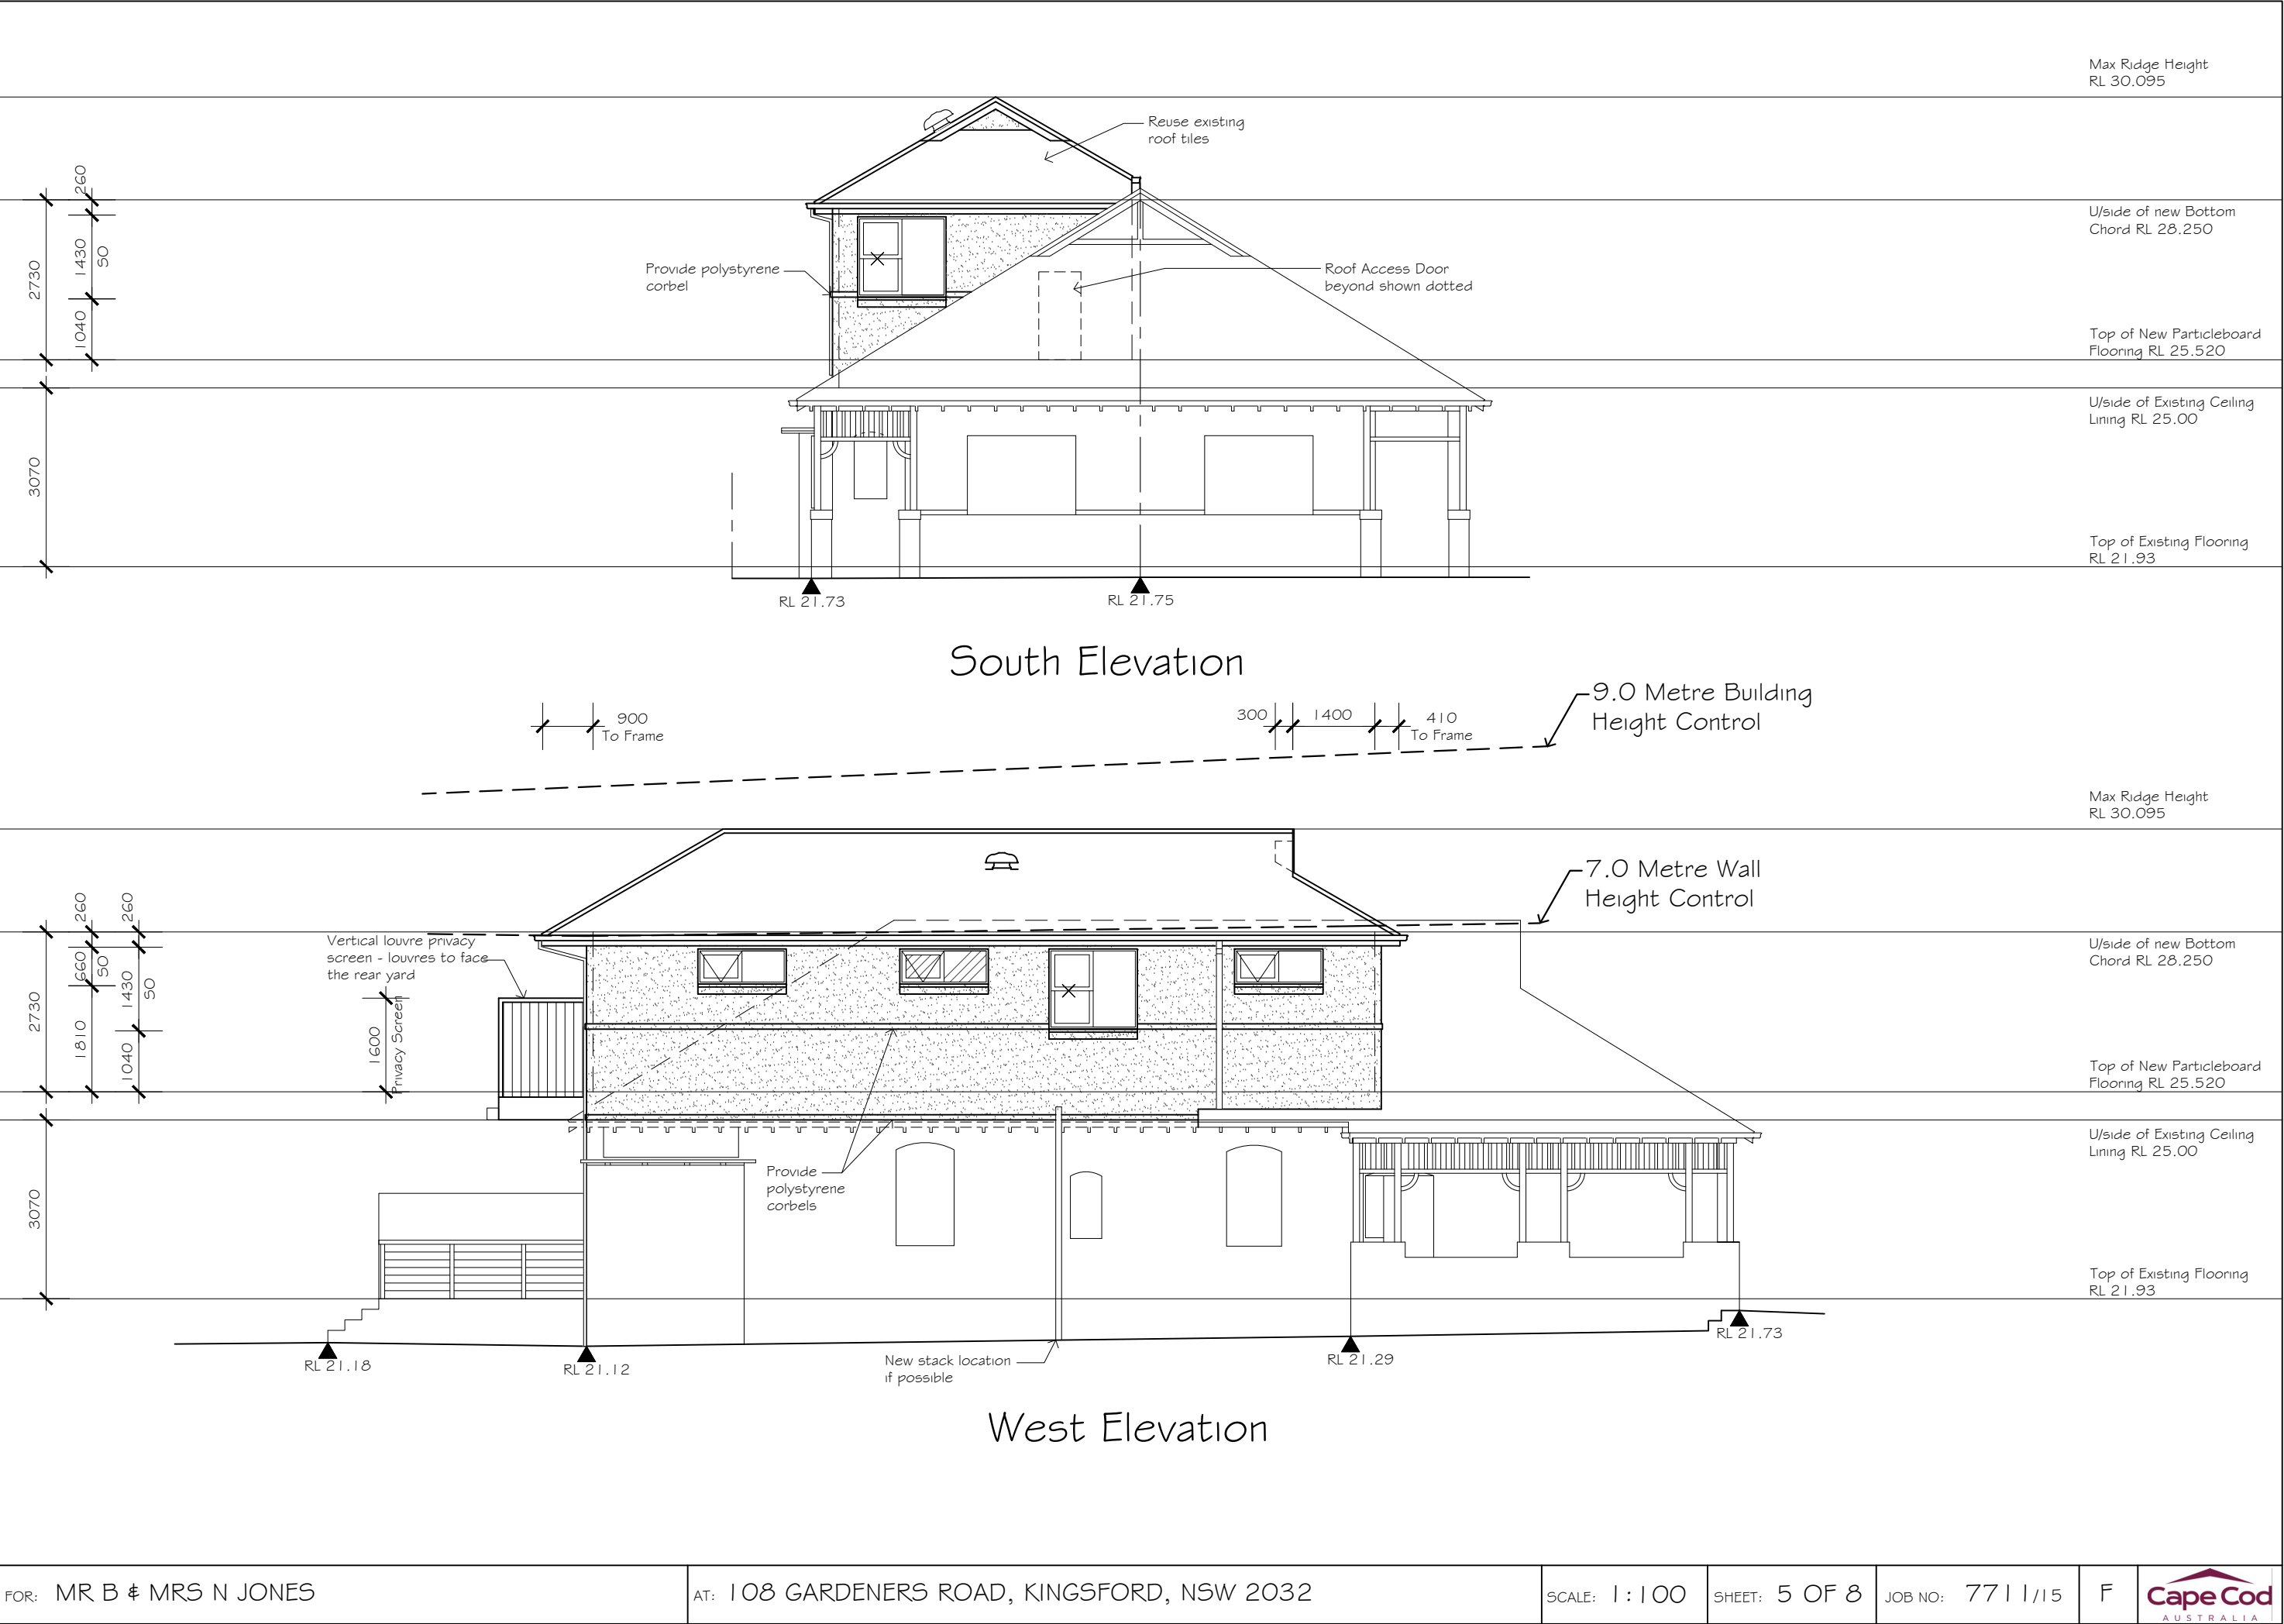 Max Ridge Height
RL 30.095
Reuse existing
roof tiles
260
U/side of new Bottom
Chord RL 28.250
1430
50
2730
Provide polystyrene
corbel
Roof Access Door
beyond shown dotted
1040
Top of New Particleboard
Flooring RL 25.520
U/side of Existing Ceiling
Lining RL 25.00
3070
Top of Existing Flooring
RL 21.93
RL 21.73
RL 21.75
South Elevation
9.0 Metre Building
Height Control
900
To Frame
300
1400
410
To Frame
Max Ridge Height
RL 30.095
7.0 Metre Wall
Height Control
260
260
Vertical louvre privacy
screen - louvres to face
the rear yard
U/side of new Bottom
Chord RL 28.250
660
50
1430
50
2730
1810
1040
1600
Privacy Screen
Top of New Particleboard
Flooring RL 25.520
U/side of Existing Ceiling
Lining RL 25.00
Provide
polystyrene
corbels
3070
Top of Existing Flooring
RL 21.93
RL 21.73
RL 21.18
RL 21.12
New stack location
if possible
RL 21.29
West Elevation
FOR: MR B & MRS N JONES
AT: 108 GARDENERS ROAD, KINGSFORD, NSW 2032
SCALE: 1:100
SHEET: 5 OF 8
JOB NO: 7711/15
F
Cape Cod
AUSTRALIA